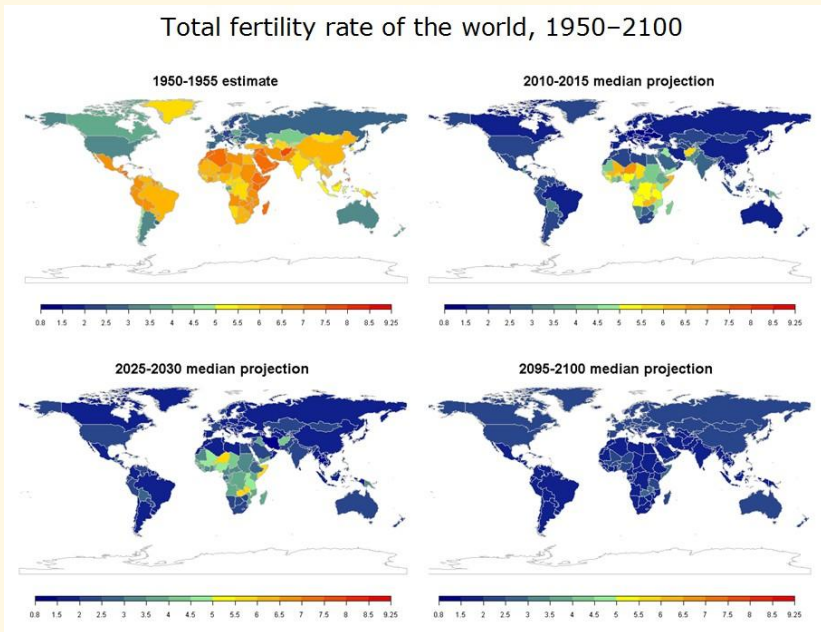 Total fertility rate of the world, 1950–2100
1950-1955 estimate
2010-2015 median projection
0.8 1.5 2 2.5 3 3.5 4 4.5 5 5.5 6 6.5 7 7.5 8 8.5 9.25
0.8 1.5 2 2.5 3 3.5 4 4.5 5 5.5 6 6.5 7 7.5 8 8.5 9.25
2025-2030 median projection
2095-2100 median projection
0.8 1.5 2 2.5 3 3.5 4 4.5 5 5.5 6 6.5 7 7.5 8 8.5 9.25
0.8 1.5 2 2.5 3 3.5 4 4.5 5 5.5 6 6.5 7 7.5 8 8.5 9.25